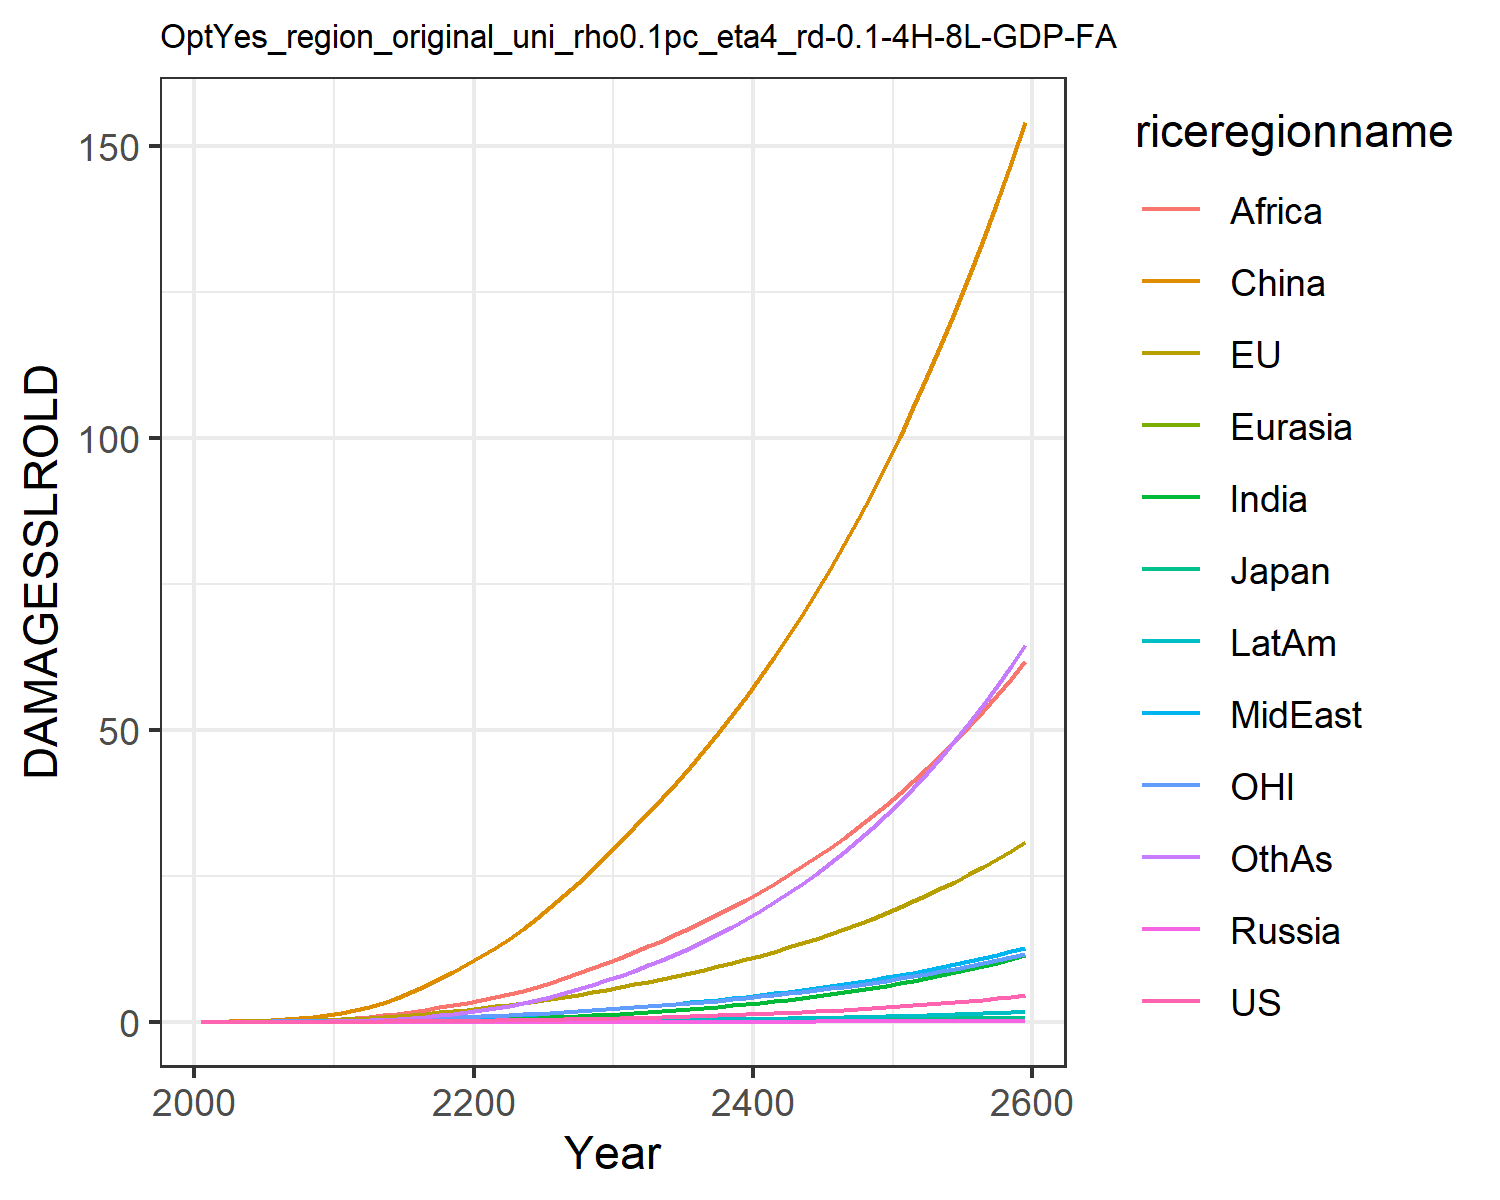 OptYes_region_original_uni_rho0.1pc_eta4_rd-0.1-4H-8L-GDP-FA
DAMAGESSLROLD
150
100
50
0
2000
2200
2400
2600
Year
riceregionname
Africa
China
EU
Eurasia
India
Japan
LatAm
MidEast
OHI
OthAs
Russia
US